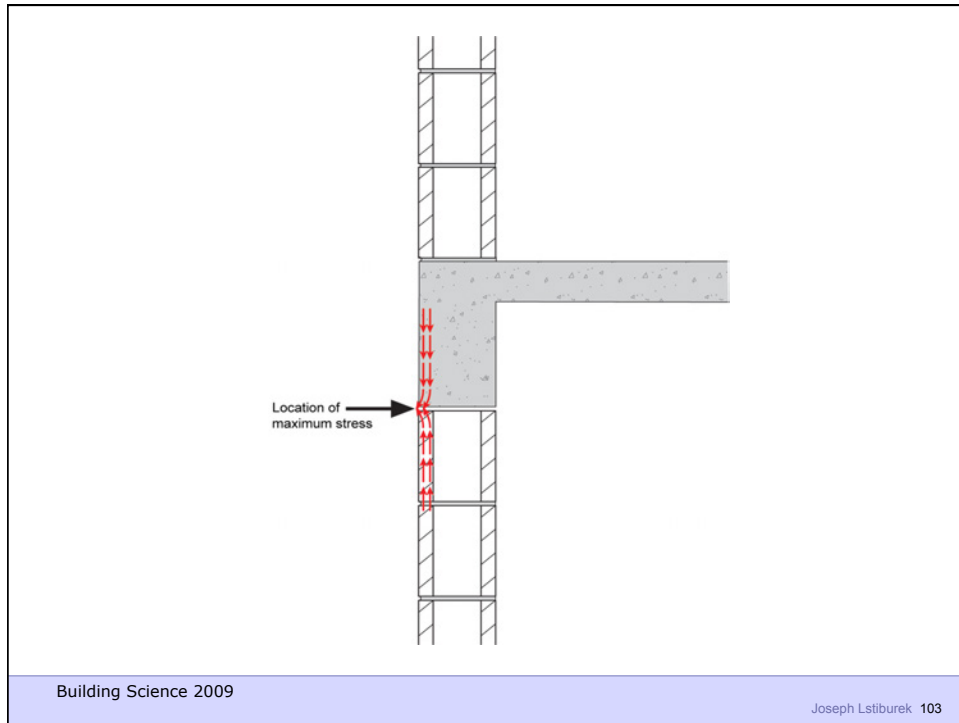 Location of
maximum stress
Building Science 2009
Joseph Lstiburek 103